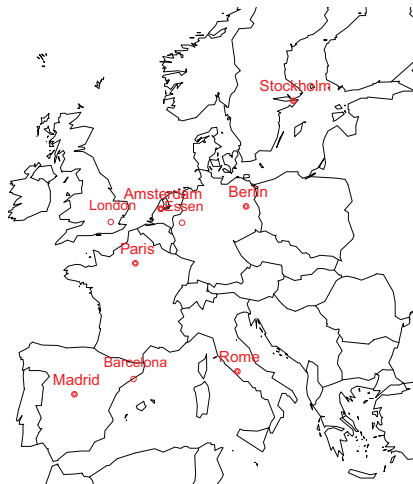 Stockholm
Amsterdam
Berlin
London
Essen
Paris
Barcelona
Rome
Madrid